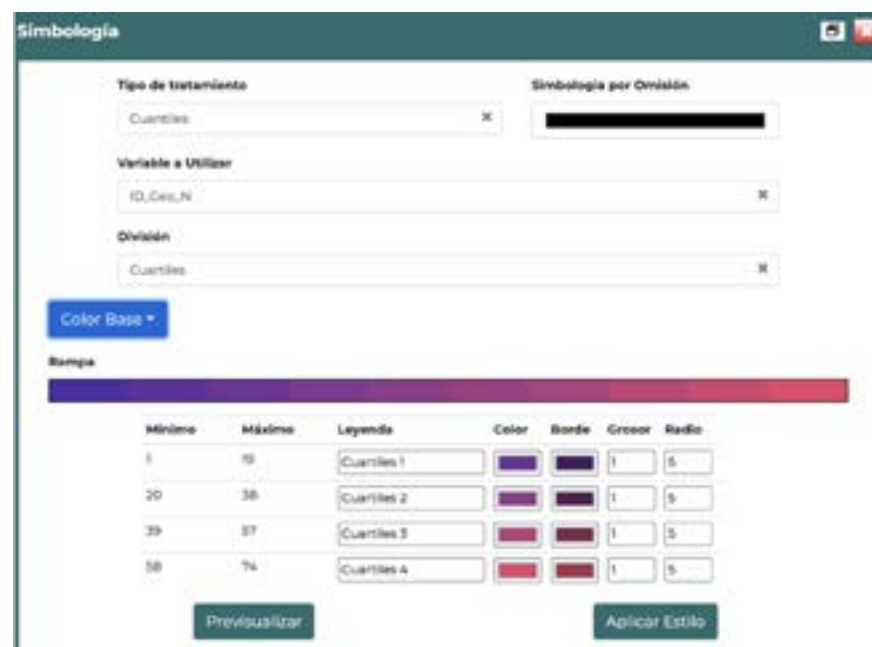 Simbología
Tipo de tratamiento Simbología por Omisión
Cuantiles
Variable a Utilizar
ID_Geo_N
División
Cuartiles
Color Base
Rampa
Mínimo Máximo Leyenda Color Borde Grosor Radio
1 19 Cuartiles 1 1 5
20 38 Cuartiles 2 1 5
39 57 Cuartiles 3 1 5
58 74 Cuartiles 4 1 5
Previsualizar Aplicar Estilo